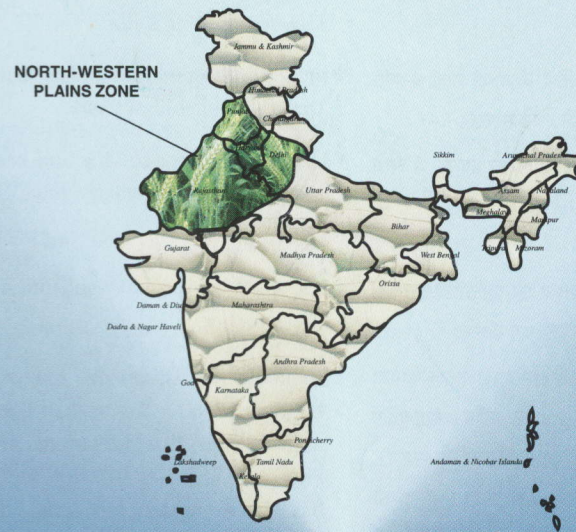 Jammu & Kashmir
NORTH-WESTERN
PLAINS ZONE
Himachal Pradesh
Punjab
Chandigarh
Haryana
Delhi
Rajasthan
Sikkim
Arunachal Pradesh
Uttar Pradesh
Assam
Nagaland
Bihar
Meghalaya
Manipur
Gujarat
Madhya Pradesh
West Bengal
Tripura
Mizoram
Orissa
Daman & Diu
Maharashtra
Dadra & Nagar Haveli
Andhra Pradesh
Goa
Karnataka
Pondicherry
Lakshadweep
Tamil Nadu
Andaman & Nicobar Islands
Kerala